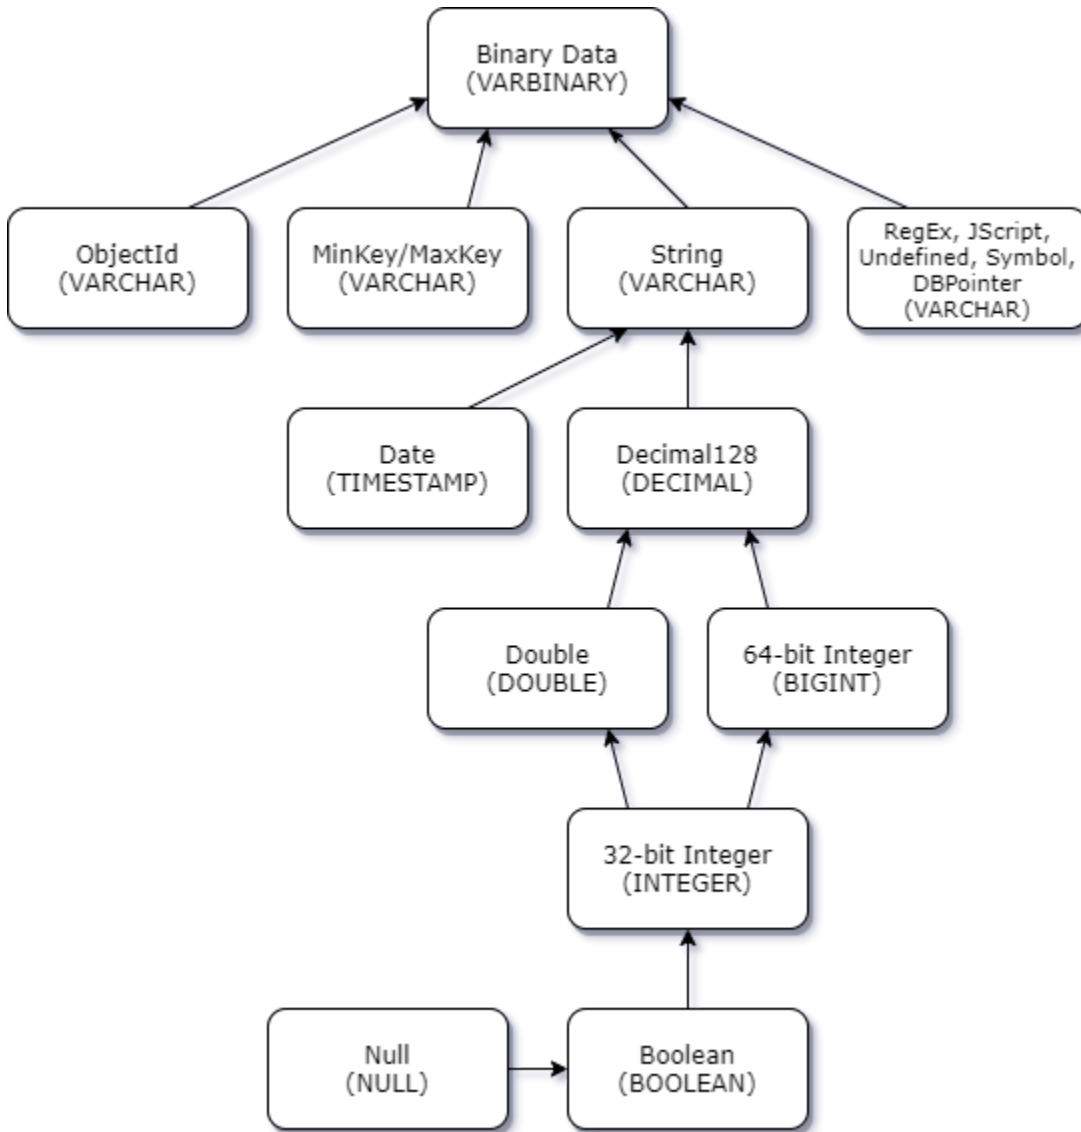 Binary Data
(VARBINARY)
ObjectId
(VARCHAR)
MinKey/MaxKey
(VARCHAR)
String
(VARCHAR)
RegEx, JScript,
Undefined, Symbol,
DBPointer
(VARCHAR)
Date
(TIMESTAMP)
Decimal128
(DECIMAL)
Double
(DOUBLE)
64-bit Integer
(BIGINT)
32-bit Integer
(INTEGER)
Null
(NULL)
Boolean
(BOOLEAN)